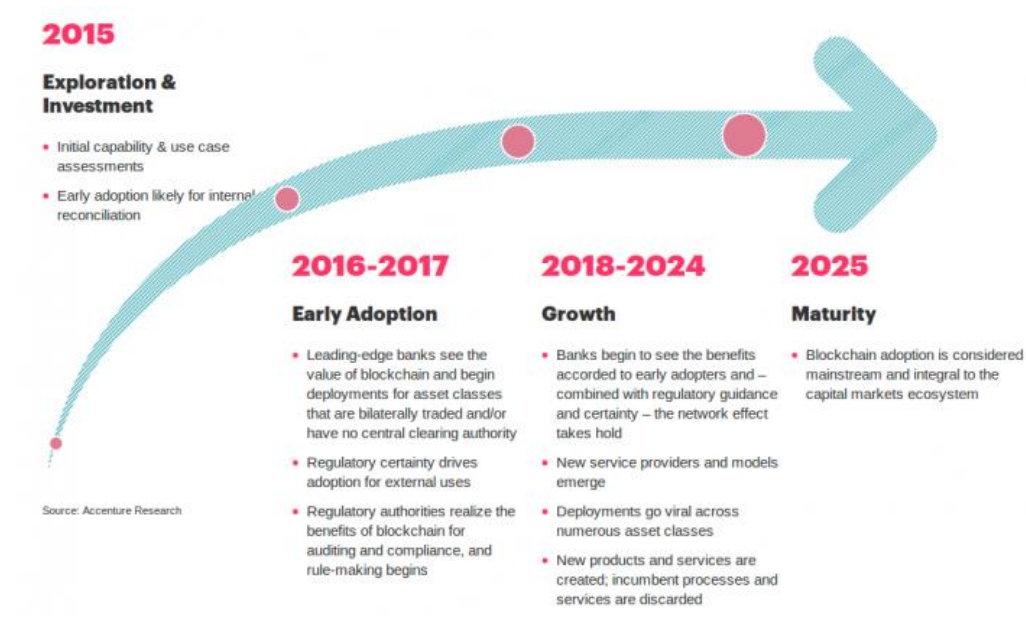 2015
Exploration &
Investment
• Initial capability & use case
assessments
• Early adoption likely for internal
reconciliation
2016-2017
Early Adoption
• Leading-edge banks see the
value of blockchain and begin
deployments for asset classes
that are bilaterally traded and/or
have no central clearing authority
• Regulatory certainty drives
adoption for external uses
• Regulatory authorities realize the
benefits of blockchain for
auditing and compliance, and
rule-making begins
2018-2024
Growth
• Banks begin to see the benefits
accorded to early adopters and –
combined with regulatory guidance
and certainty – the network effect
takes hold
• New service providers and models
emerge
• Deployments go viral across
numerous asset classes
• New products and services are
created; incumbent processes and
services are discarded
2025
Maturity
• Blockchain adoption is considered
mainstream and integral to the
capital markets ecosystem
Source: Accenture Research